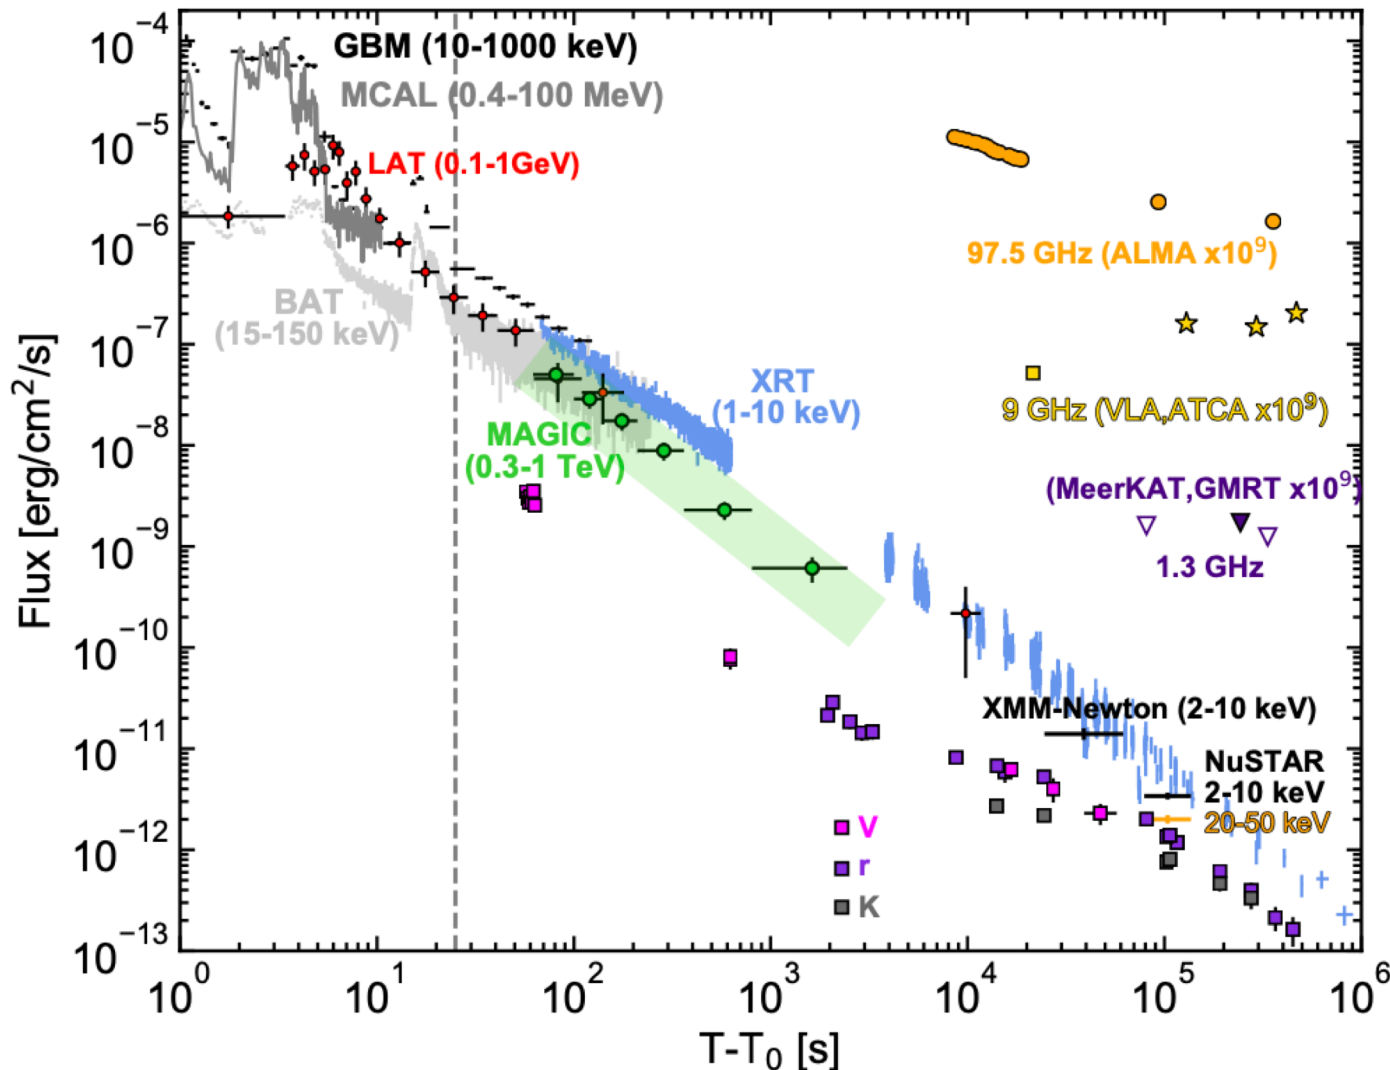 10⁻⁴
10⁻⁵
10⁻⁶
10⁻⁷
10⁻⁸
10⁻⁹
10⁻¹⁰
10⁻¹¹
10⁻¹²
10⁻¹³
Flux [erg/cm²/s]
GBM (10-1000 keV)
MCAL (0.4-100 MeV)
LAT (0.1-1GeV)
BAT
(15-150 keV)
XRT
(1-10 keV)
MAGIC
(0.3-1 TeV)
97.5 GHz (ALMA x10⁹)
9 GHz (VLA,ATCA x10⁹)
(MeerKAT,GMRT x10⁹)
1.3 GHz
XMM-Newton (2-10 keV)
NuSTAR
2-10 keV
20-50 keV
V
r
K
10⁰ 10¹ 10² 10³ 10⁴ 10⁵ 10⁶
T-T₀ [s]